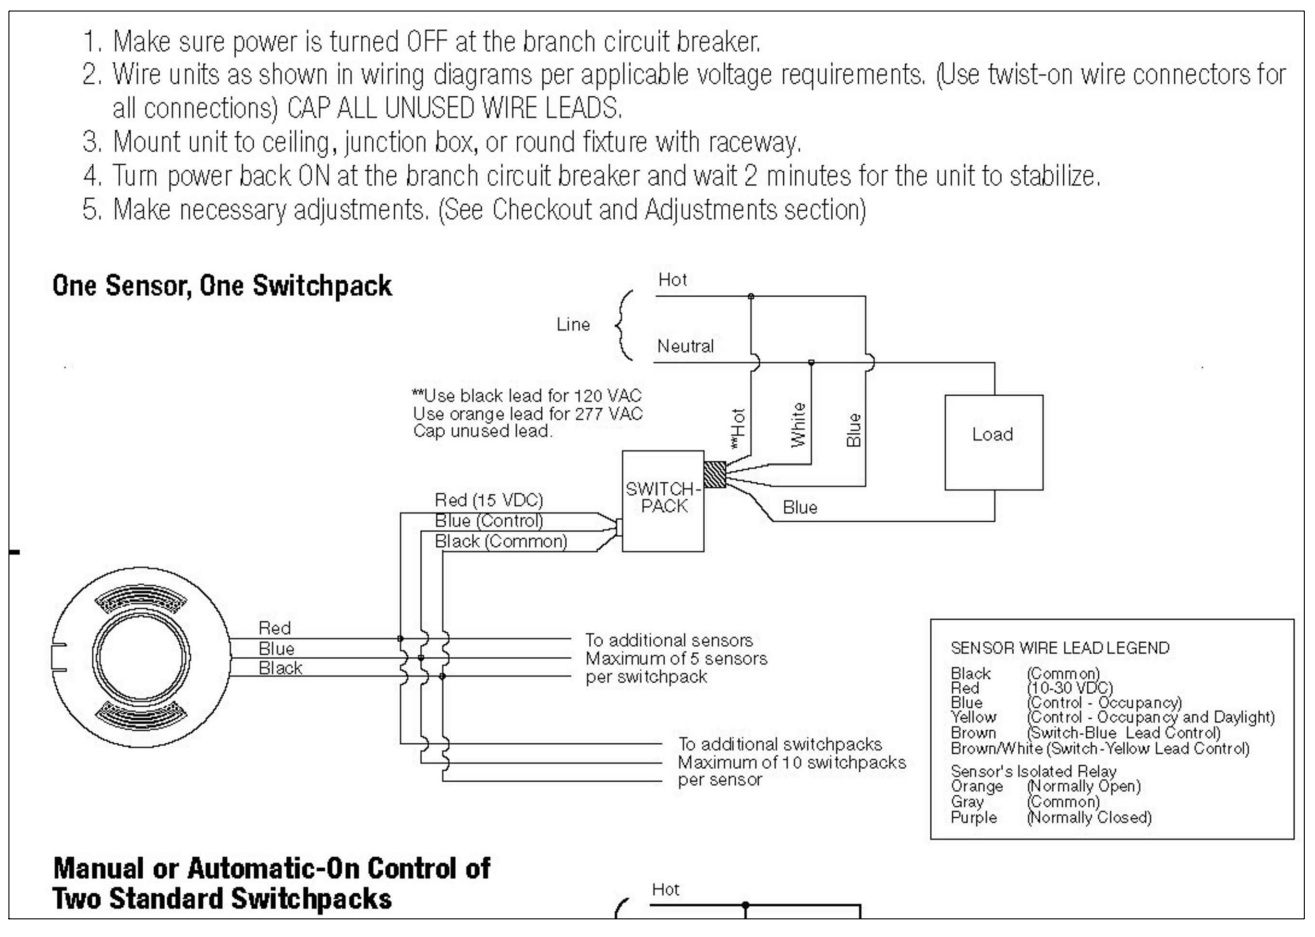 1. Make sure power is turned OFF at the branch circuit breaker.
2. Wire units as shown in wiring diagrams per applicable voltage requirements. (Use twist-on wire connectors for
all connections) CAP ALL UNUSED WIRE LEADS.
3. Mount unit to ceiling, junction box, or round fixture with raceway.
4. Turn power back ON at the branch circuit breaker and wait 2 minutes for the unit to stabilize.
5. Make necessary adjustments. (See Checkout and Adjustments section)
One Sensor, One Switchpack
Hot
Line
Neutral
**Use black lead for 120 VAC
Use orange lead for 277 VAC
Cap unused lead.
**Hot
White
Blue
Load
SWITCH-
PACK
Blue
Red (15 VDC)
Blue (Control)
Black (Common)
Red
Blue
Black
To additional sensors
Maximum of 5 sensors
per switchpack
To additional switchpacks
Maximum of 10 switchpacks
per sensor
SENSOR WIRE LEAD LEGEND
Black (Common)
Red (10-30 VDC)
Blue (Control - Occupancy)
Yellow (Control - Occupancy and Daylight)
Brown (Switch-Blue Lead Control)
Brown/White (Switch-Yellow Lead Control)
Sensor's Isolated Relay
Orange (Normally Open)
Gray (Common)
Purple (Normally Closed)
Manual or Automatic-On Control of
Two Standard Switchpacks
Hot